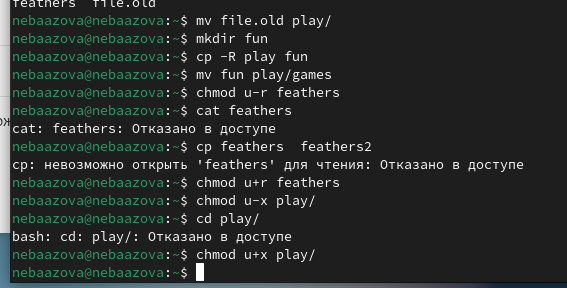 feathers  file.old
nebaazova@nebaazova:~$ mv file.old play/
nebaazova@nebaazova:~$ mkdir fun
nebaazova@nebaazova:~$ cp -R play fun
nebaazova@nebaazova:~$ mv fun play/games
nebaazova@nebaazova:~$ chmod u-r feathers
nebaazova@nebaazova:~$ cat feathers
cat: feathers: Отказано в доступе
nebaazova@nebaazova:~$ cp feathers  feathers2
cp: невозможно открыть 'feathers' для чтения: Отказано в доступе
nebaazova@nebaazova:~$ chmod u+r feathers
nebaazova@nebaazova:~$ chmod u-x play/
nebaazova@nebaazova:~$ cd play/
bash: cd: play/: Отказано в доступе
nebaazova@nebaazova:~$ chmod u+x play/
nebaazova@nebaazova:~$